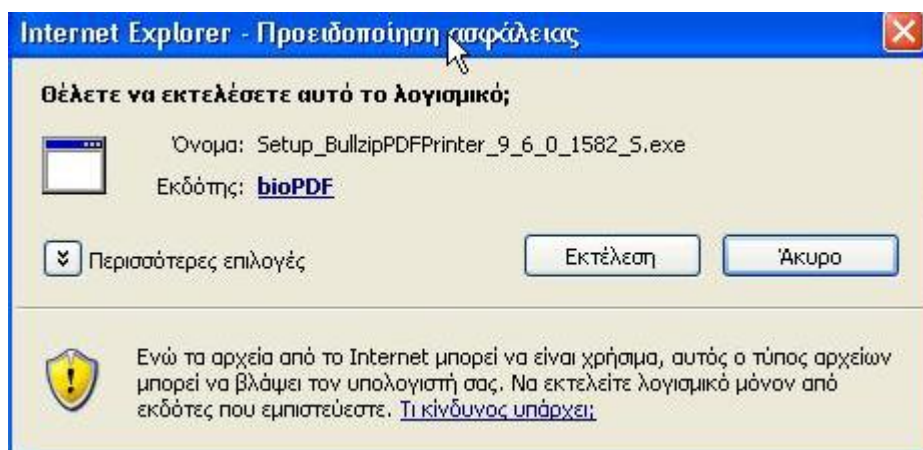 Internet Explorer - Προειδοποίηση ασφάλειας
Θέλετε να εκτελέσετε αυτό το λογισμικό;
Όνομα: Setup_BullzipPDFPrinter_9_6_0_1582_S.exe
Εκδότης: bioPDF
Περισσότερες επιλογές
Εκτέλεση
Άκυρο
Ενώ τα αρχεία από το Internet μπορεί να είναι χρήσιμα, αυτός ο τύπος αρχείων
μπορεί να βλάψει τον υπολογιστή σας. Να εκτελείτε λογισμικό μόνον από
εκδότες που εμπιστεύεστε. Τι κίνδυνος υπάρχει;